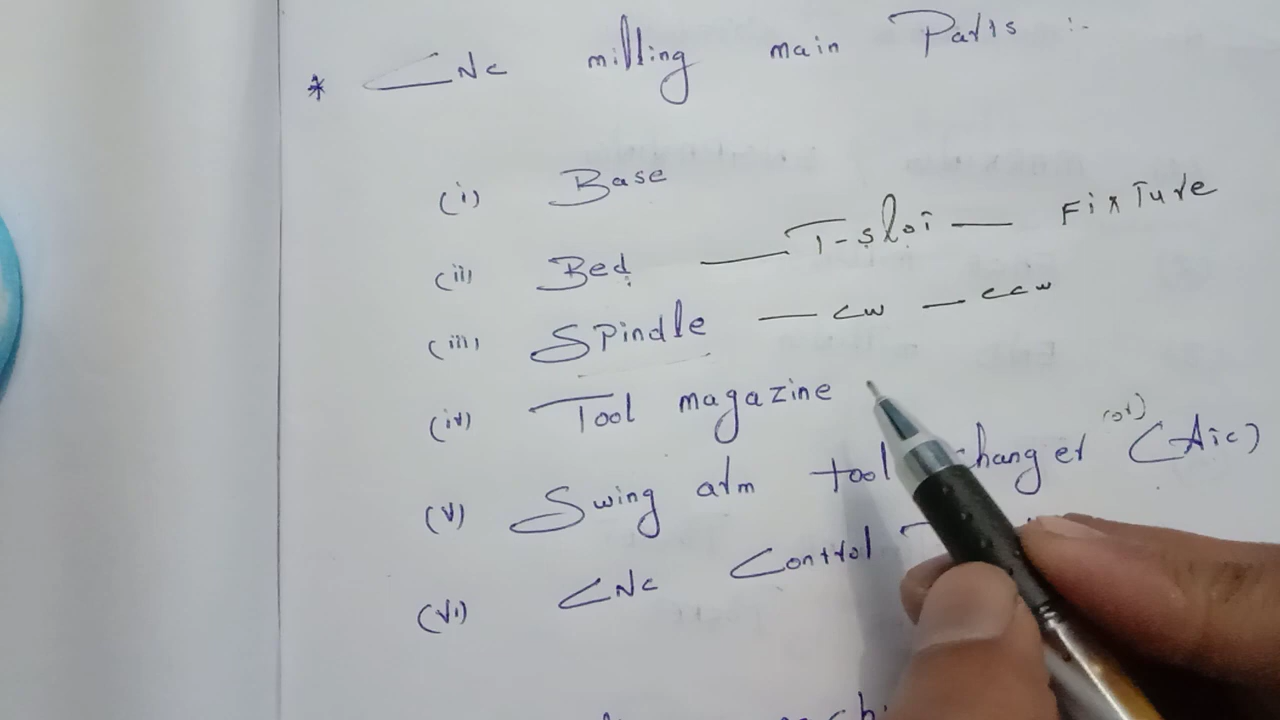 * CNC milling main Parts :-
(i) Base
(ii) Bed — T-slot — Fixture
(iii) Spindle — cw — ccw
(iv) Tool magazine
(v) Swing arm tool changer (or) (ATC)
(vi) CNC Control